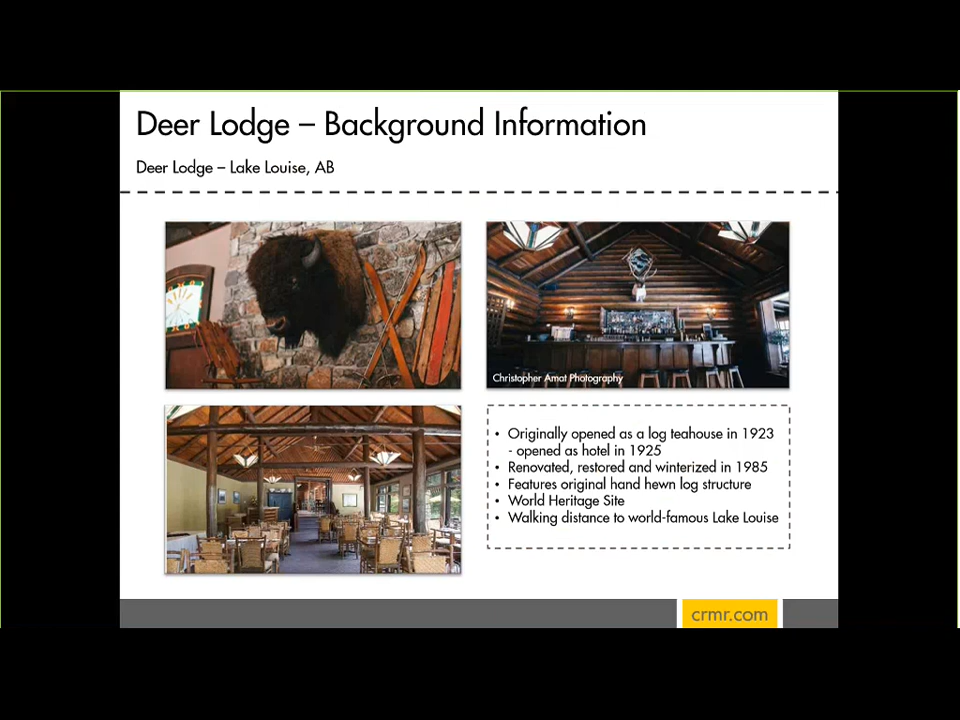 Deer Lodge – Background Information
Deer Lodge – Lake Louise, AB
Christopher Amat Photography
• Originally opened as a log teahouse in 1923
- opened as hotel in 1925
• Renovated, restored and winterized in 1985
• Features original hand hewn log structure
• World Heritage Site
• Walking distance to world-famous Lake Louise
crmr.com